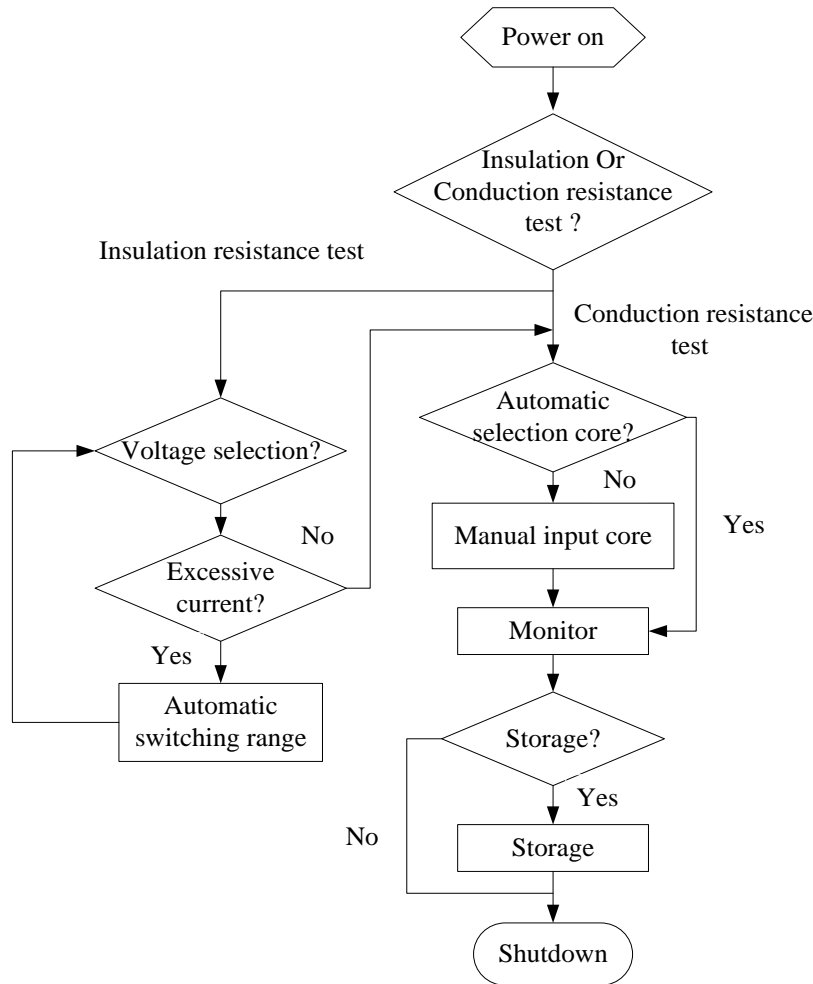 Power on
Insulation Or
Conduction resistance
test ?
Insulation resistance test
Conduction resistance
test
Automatic
selection core?
Voltage selection?
No
Manual input core
Yes
No
Excessive
current?
Monitor
Yes
Automatic
switching range
Storage?
Yes
No
Storage
Shutdown